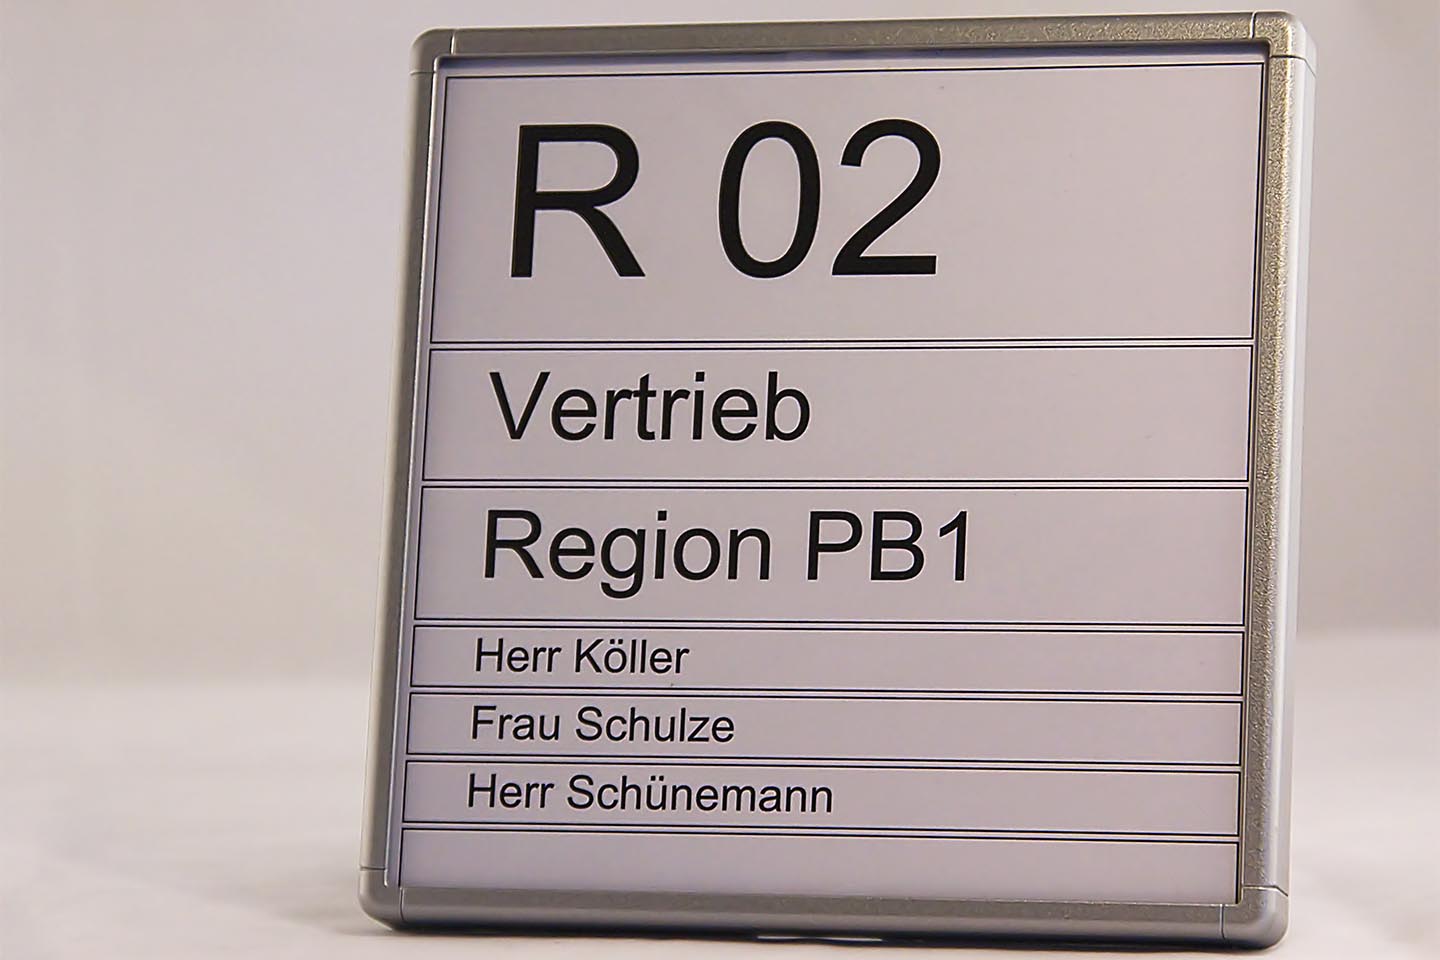 R 02
Vertrieb
Region PB1
Herr Köller
Frau Schulze
Herr Schünemann